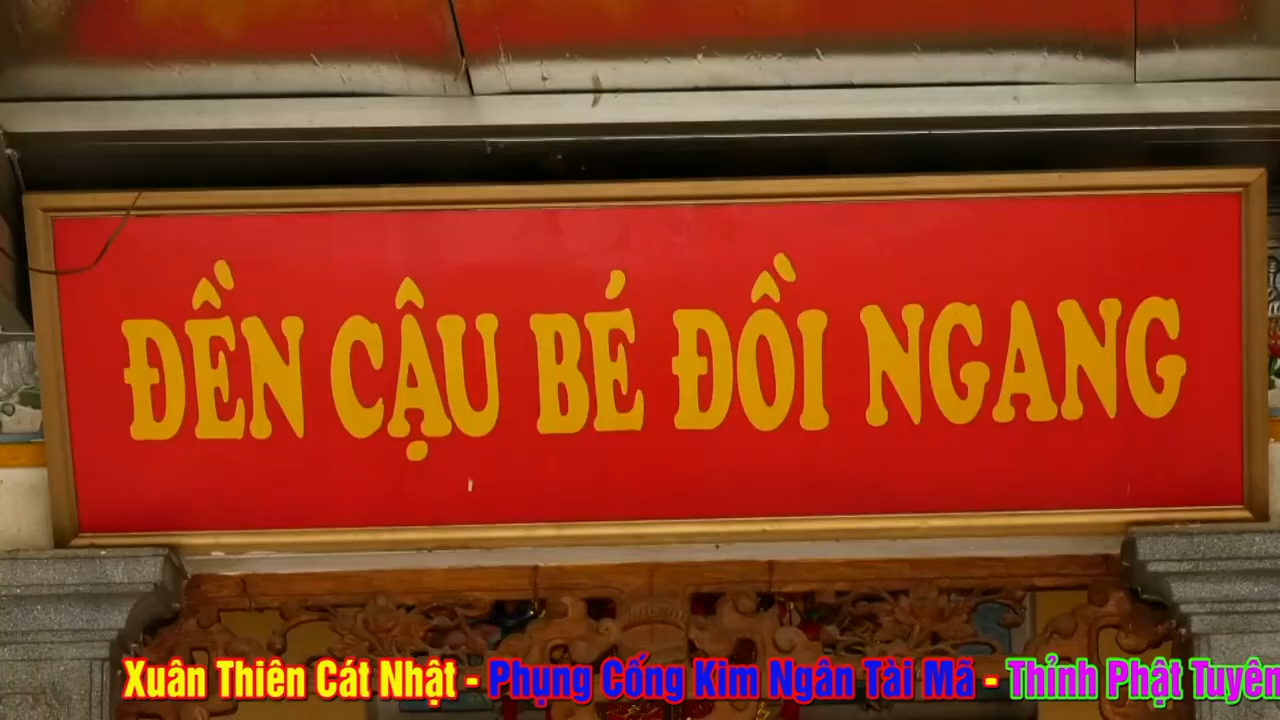 ĐỀN CẬU BÉ ĐỒI NGANG
Xuân Thiên Cát Nhật - Phụng Cống Kim Ngân Tài Mã - Thỉnh Phật Tuyên